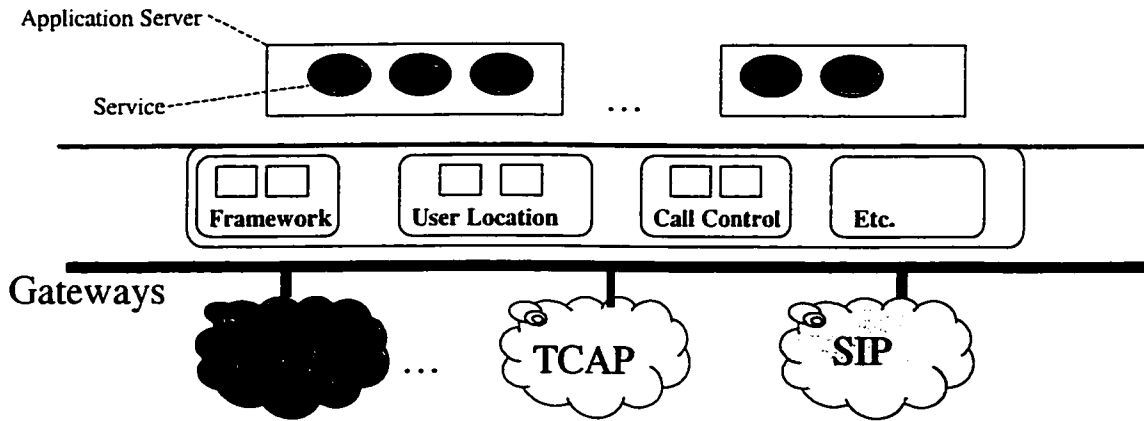 Application Server
Service
...
Framework
User Location
Call Control
Etc.
Gateways
...
TCAP
SIP